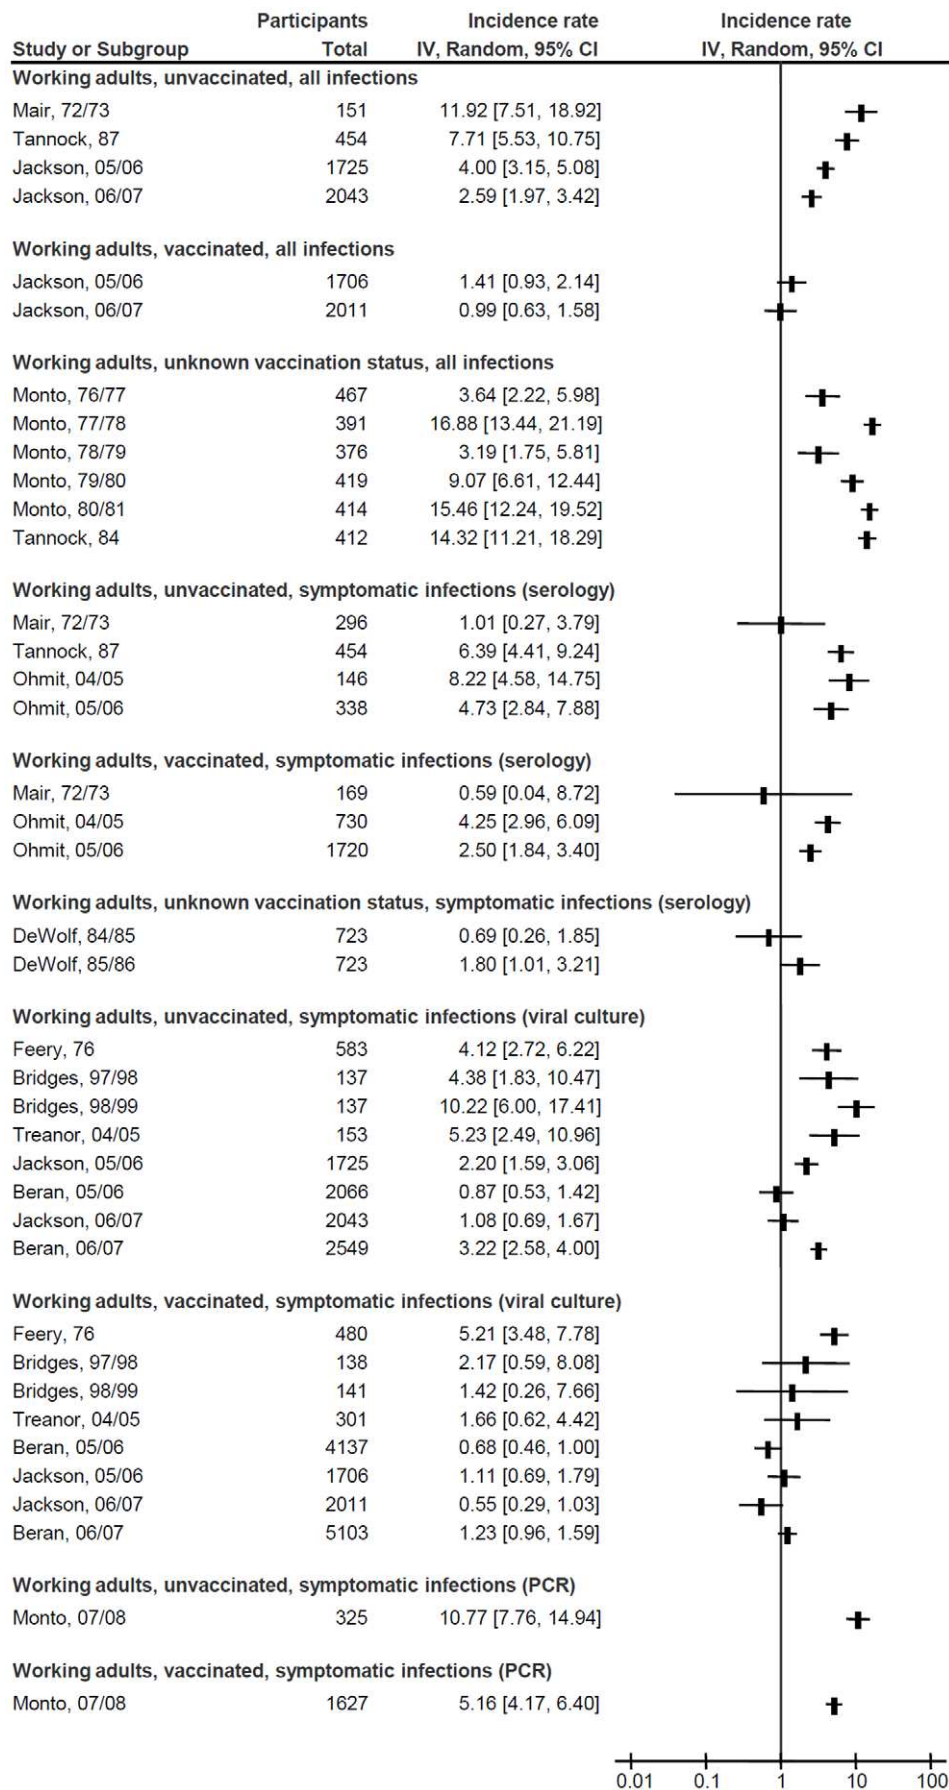 Participants Incidence rate Incidence rate
Study or Subgroup Total IV, Random, 95% CI IV, Random, 95% CI
Working adults, unvaccinated, all infections
Mair, 72/73 151 11.92 [7.51, 18.92]
Tannock, 87 454 7.71 [5.53, 10.75]
Jackson, 05/06 1725 4.00 [3.15, 5.08]
Jackson, 06/07 2043 2.59 [1.97, 3.42]
Working adults, vaccinated, all infections
Jackson, 05/06 1706 1.41 [0.93, 2.14]
Jackson, 06/07 2011 0.99 [0.63, 1.58]
Working adults, unknown vaccination status, all infections
Monto, 76/77 467 3.64 [2.22, 5.98]
Monto, 77/78 391 16.88 [13.44, 21.19]
Monto, 78/79 376 3.19 [1.75, 5.81]
Monto, 79/80 419 9.07 [6.61, 12.44]
Monto, 80/81 414 15.46 [12.24, 19.52]
Tannock, 84 412 14.32 [11.21, 18.29]
Working adults, unvaccinated, symptomatic infections (serology)
Mair, 72/73 296 1.01 [0.27, 3.79]
Tannock, 87 454 6.39 [4.41, 9.24]
Ohmit, 04/05 146 8.22 [4.58, 14.75]
Ohmit, 05/06 338 4.73 [2.84, 7.88]
Working adults, vaccinated, symptomatic infections (serology)
Mair, 72/73 169 0.59 [0.04, 8.72]
Ohmit, 04/05 730 4.25 [2.96, 6.09]
Ohmit, 05/06 1720 2.50 [1.84, 3.40]
Working adults, unknown vaccination status, symptomatic infections (serology)
DeWolf, 84/85 723 0.69 [0.26, 1.85]
DeWolf, 85/86 723 1.80 [1.01, 3.21]
Working adults, unvaccinated, symptomatic infections (viral culture)
Feery, 76 583 4.12 [2.72, 6.22]
Bridges, 97/98 137 4.38 [1.83, 10.47]
Bridges, 98/99 137 10.22 [6.00, 17.41]
Treanor, 04/05 153 5.23 [2.49, 10.96]
Jackson, 05/06 1725 2.20 [1.59, 3.06]
Beran, 05/06 2066 0.87 [0.53, 1.42]
Jackson, 06/07 2043 1.08 [0.69, 1.67]
Beran, 06/07 2549 3.22 [2.58, 4.00]
Working adults, vaccinated, symptomatic infections (viral culture)
Feery, 76 480 5.21 [3.48, 7.78]
Bridges, 97/98 138 2.17 [0.59, 8.08]
Bridges, 98/99 141 1.42 [0.26, 7.66]
Treanor, 04/05 301 1.66 [0.62, 4.42]
Beran, 05/06 4137 0.68 [0.46, 1.00]
Jackson, 05/06 1706 1.11 [0.69, 1.79]
Jackson, 06/07 2011 0.55 [0.29, 1.03]
Beran, 06/07 5103 1.23 [0.96, 1.59]
Working adults, unvaccinated, symptomatic infections (PCR)
Monto, 07/08 325 10.77 [7.76, 14.94]
Working adults, vaccinated, symptomatic infections (PCR)
Monto, 07/08 1627 5.16 [4.17, 6.40]
0.01 0.1 1 10 100